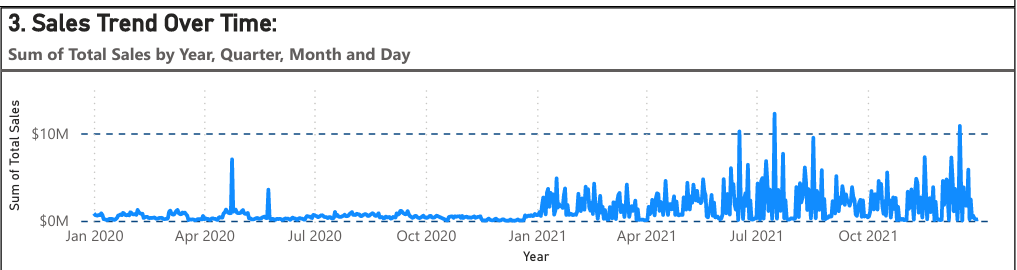 3. Sales Trend Over Time:
Sum of Total Sales by Year, Quarter, Month and Day
Sum of Total Sales
$10M
$0M
Jan 2020 Apr 2020 Jul 2020 Oct 2020 Jan 2021 Apr 2021 Jul 2021 Oct 2021
Year